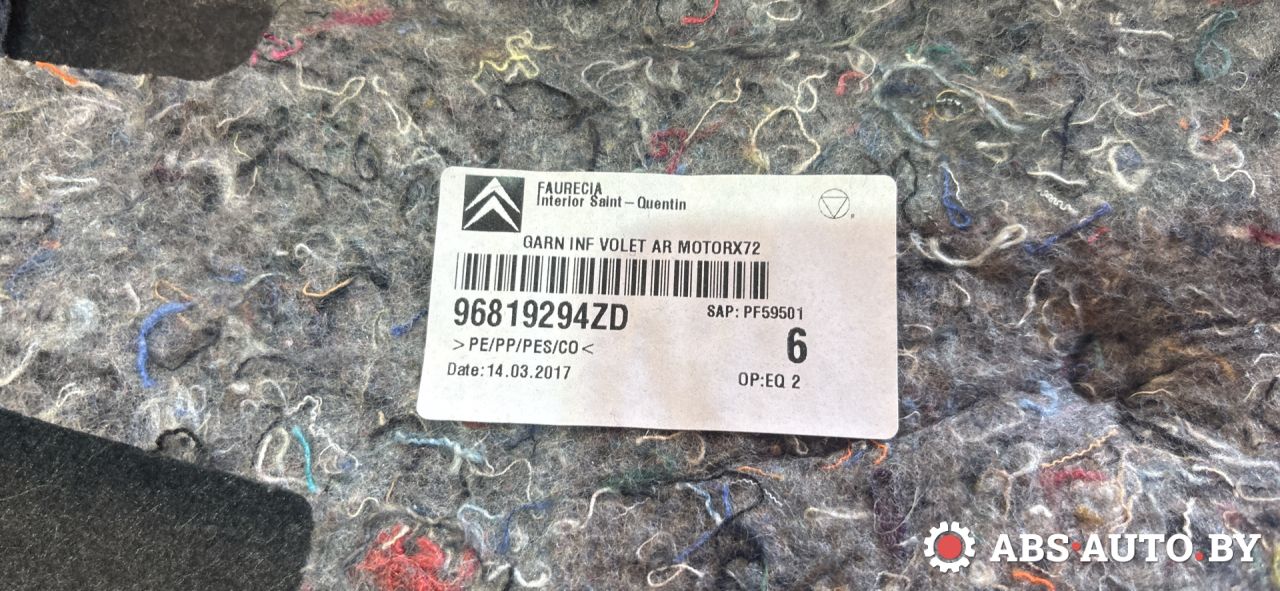 FAURECIA
Interior Saint-Quentin
GARN INF VOLET AR MOTORX72
96819294ZD
SAP: PF59501
>PE/PP/PES/CO<
6
Date:14.03.2017
OP:EQ 2
ABS·AUTO.BY